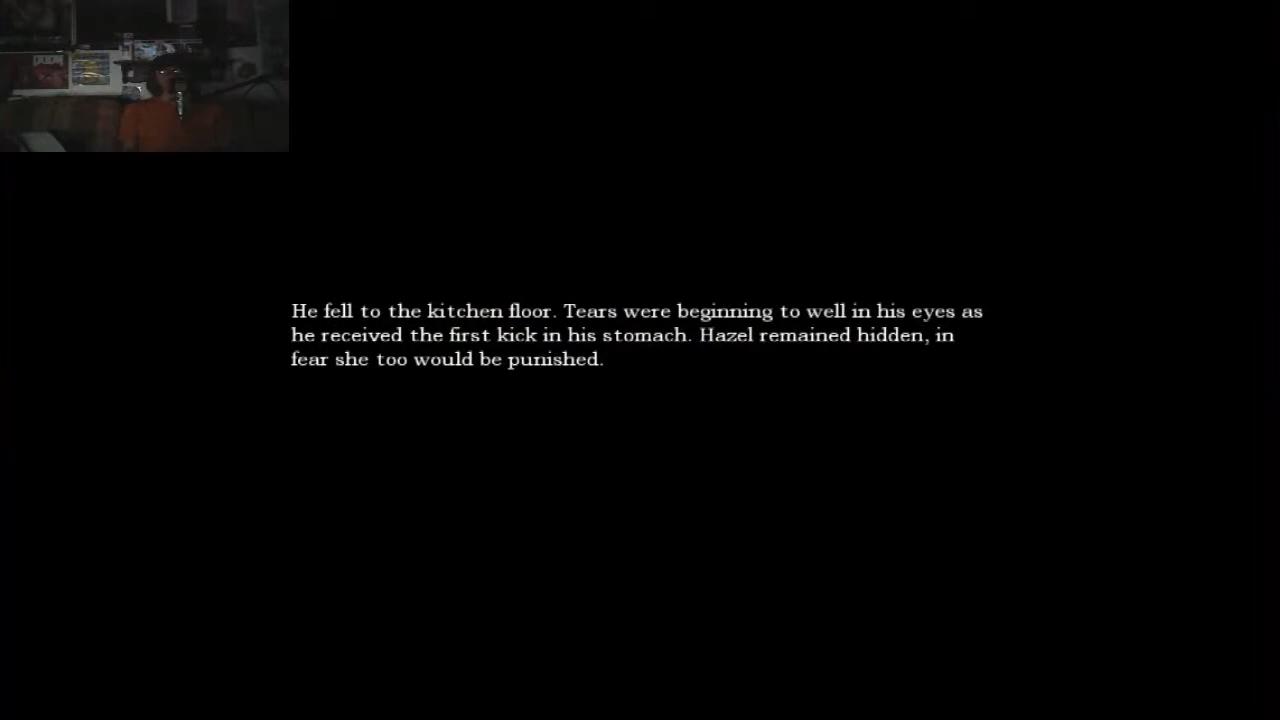 DOOM
He fell to the kitchen floor. Tears were beginning to well in his eyes as
he received the first kick in his stomach. Hazel remained hidden, in
fear she too would be punished.